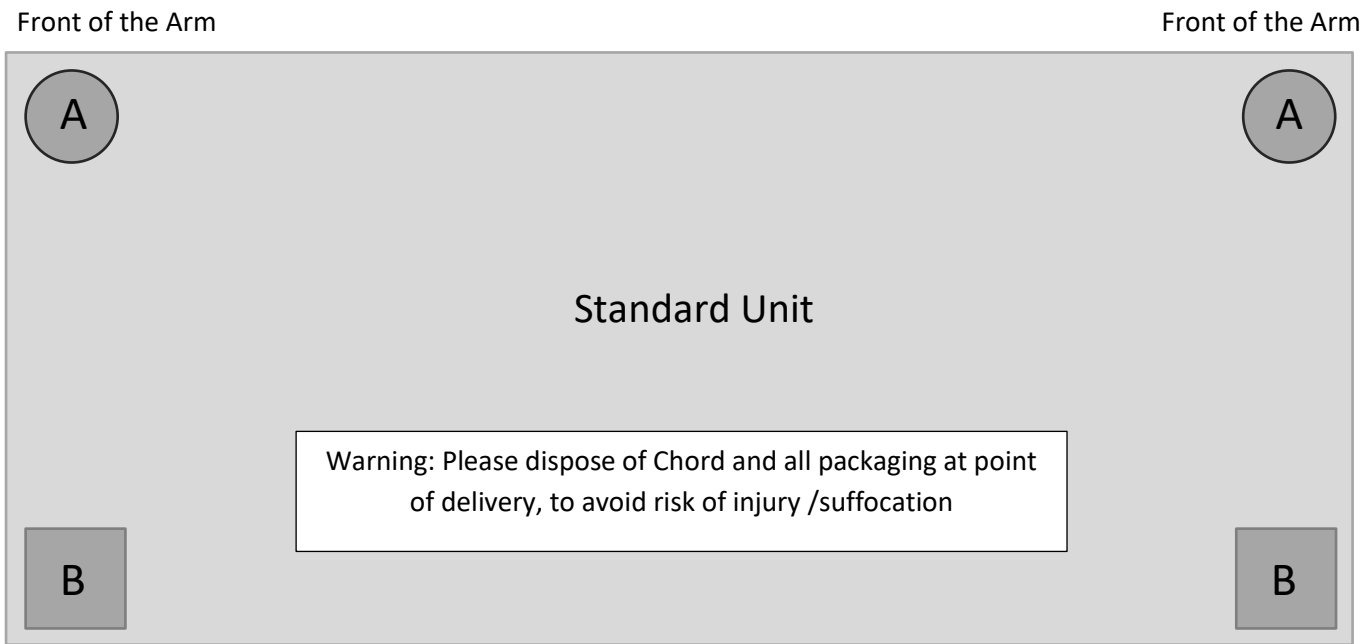 Front of the Arm
Front of the Arm
A
A
Standard Unit
Warning: Please dispose of Chord and all packaging at point
of delivery, to avoid risk of injury /suffocation
B
B